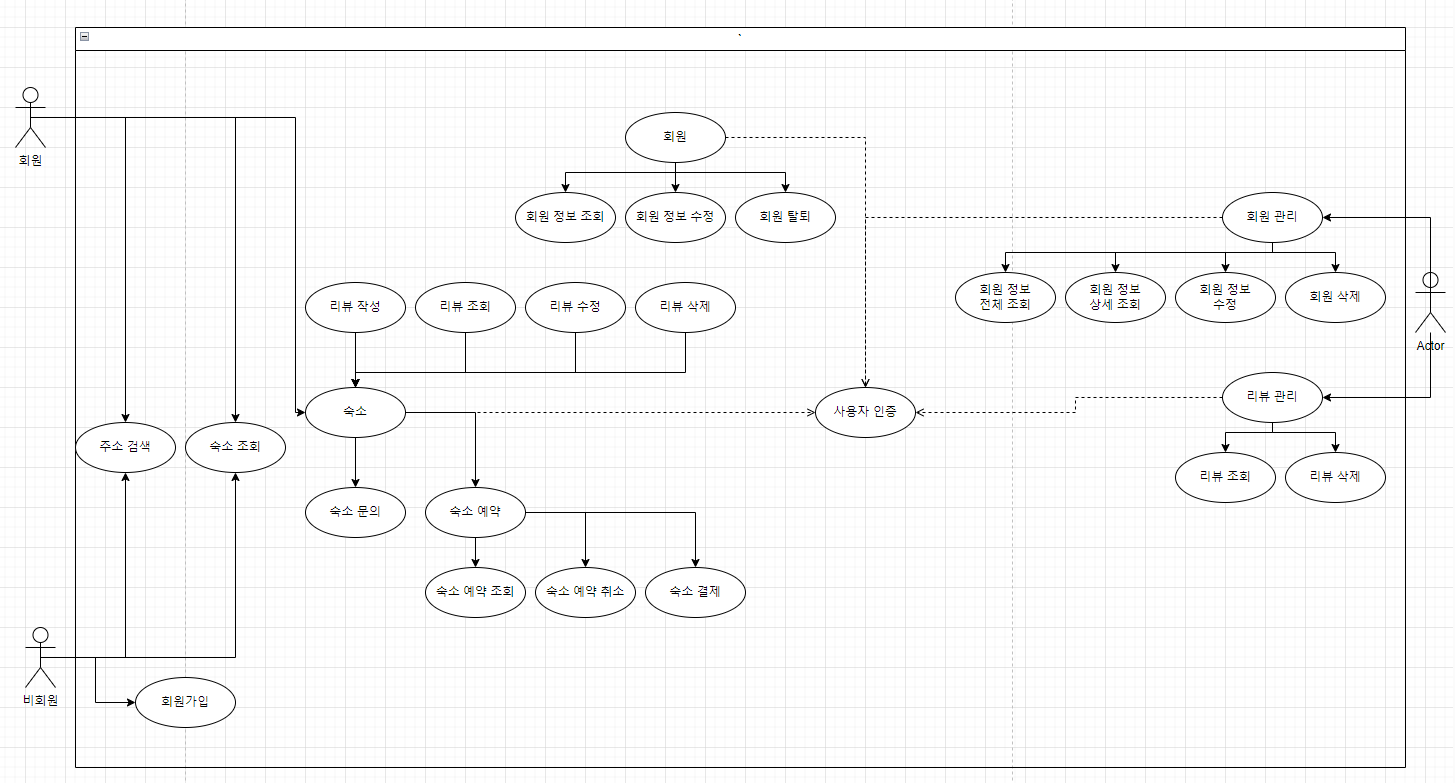 `
회원
회원
회원 정보 조회
회원 정보 수정
회원 탈퇴
회원 관리
회원 정보
전체 조회
회원 정보
상세 조회
회원 정보
수정
회원 삭제
Actor
리뷰 작성
리뷰 조회
리뷰 수정
리뷰 삭제
숙소
사용자 인증
리뷰 관리
리뷰 조회
리뷰 삭제
주소 검색
숙소 조회
숙소 문의
숙소 예약
숙소 예약 조회
숙소 예약 취소
숙소 결제
비회원
회원가입